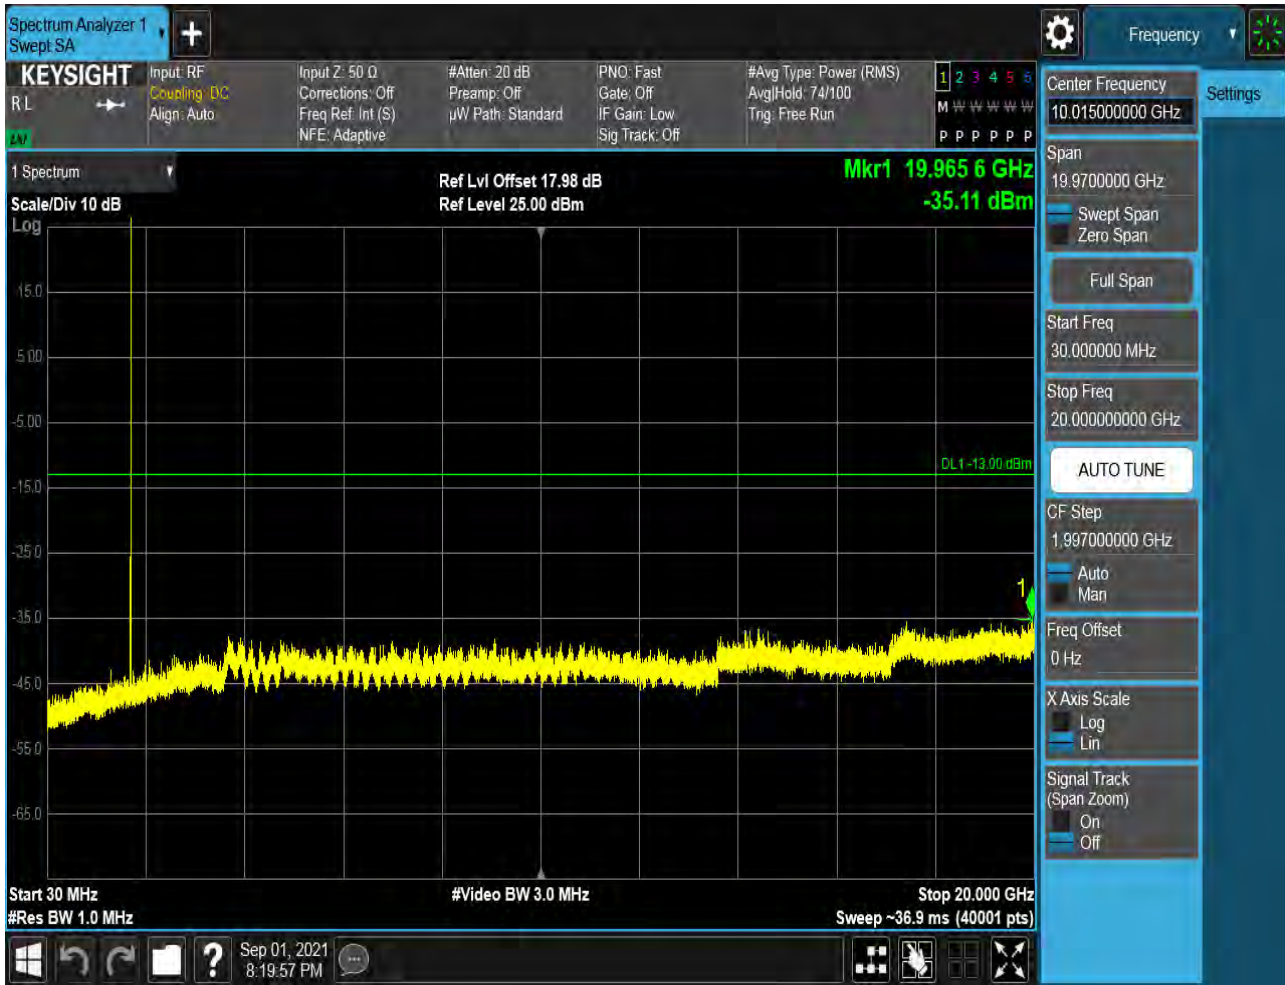 Spectrum Analyzer 1
Swept SA
Frequency
KEYSIGHT
R L
Input: RF
Coupling: DC
Align: Auto
Input Z: 50 Ω
Corrections: Off
Freq Ref: Int (S)
NFE: Adaptive
#Atten: 20 dB
Preamp: Off
µW Path: Standard
PNO: Fast
Gate: Off
IF Gain: Low
Sig Track: Off
#Avg Type: Power (RMS)
Avg|Hold: 74/100
Trig: Free Run
1 2 3 4 5 6
M W W W W W
P P P P P P
1 Spectrum
Scale/Div 10 dB
Log
Ref Lvl Offset 17.98 dB
Ref Level 25.00 dBm
Mkr1 19.965 6 GHz
-35.11 dBm
15.0
5.00
-5.00
-15.0
-25.0
-35.0
-45.0
-55.0
-65.0
DL1 -13.00 dBm
1
Start 30 MHz
#Res BW 1.0 MHz
#Video BW 3.0 MHz
Stop 20.000 GHz
Sweep ~36.9 ms (40001 pts)
Sep 01, 2021
8:19:57 PM
Center Frequency
10.015000000 GHz
Settings
Span
19.9700000 GHz
Swept Span
Zero Span
Full Span
Start Freq
30.000000 MHz
Stop Freq
20.000000000 GHz
AUTO TUNE
CF Step
1.997000000 GHz
Auto
Man
Freq Offset
0 Hz
X Axis Scale
Log
Lin
Signal Track
(Span Zoom)
On
Off